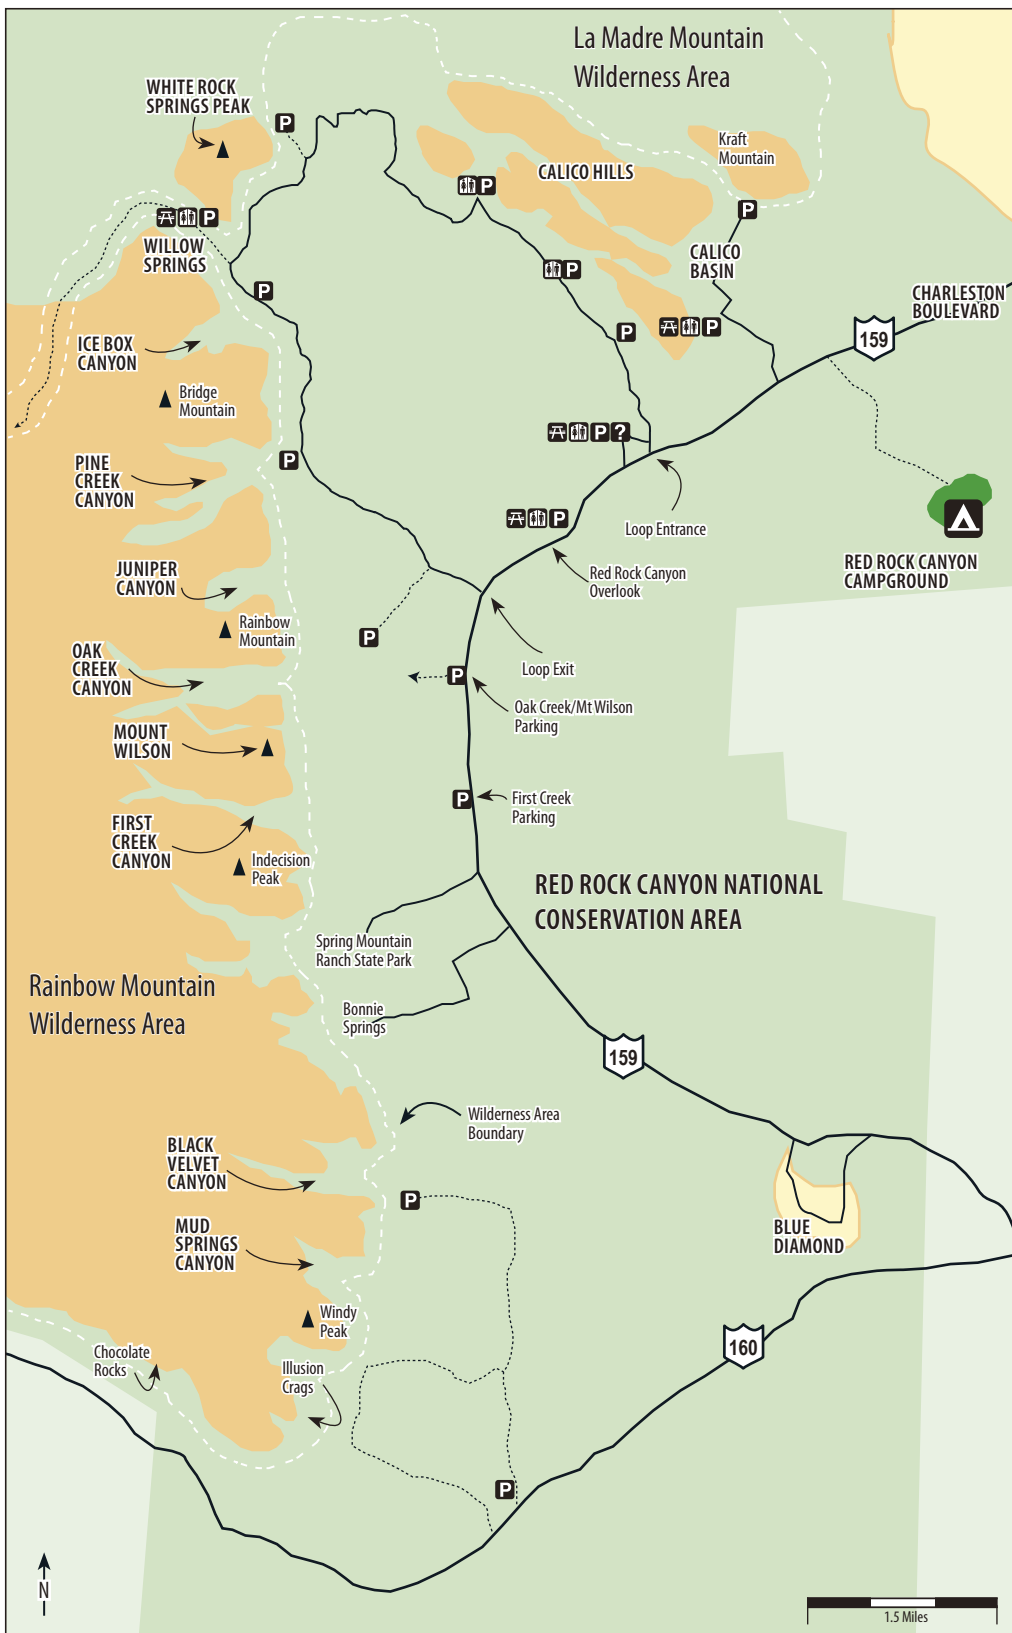 La Madre Mountain
Wilderness Area
WHITE ROCK
SPRINGS PEAK
P
Kraft
Mountain
CALICO HILLS
P
P
P
WILLOW
SPRINGS
CALICO
BASIN
P
P
CHARLESTON
BOULEVARD
P
P
159
ICE BOX
CANYON
Bridge
Mountain
P ?
P
PINE
CREEK
CANYON
P
Loop Entrance
RED ROCK CANYON
CAMPGROUND
Red Rock Canyon
Overlook
JUNIPER
CANYON
Rainbow
Mountain
P
OAK
CREEK
CANYON
Loop Exit
P
Oak Creek/Mt Wilson
Parking
MOUNT
WILSON
P
First Creek
Parking
FIRST
CREEK
CANYON
Indecision
Peak
RED ROCK CANYON NATIONAL
CONSERVATION AREA
Spring Mountain
Ranch State Park
Rainbow Mountain
Wilderness Area
Bonnie
Springs
159
Wilderness Area
Boundary
BLACK
VELVET
CANYON
P
MUD
SPRINGS
CANYON
BLUE
DIAMOND
Windy
Peak
160
Chocolate
Rocks
Illusion
Crags
P
N
1.5 Miles